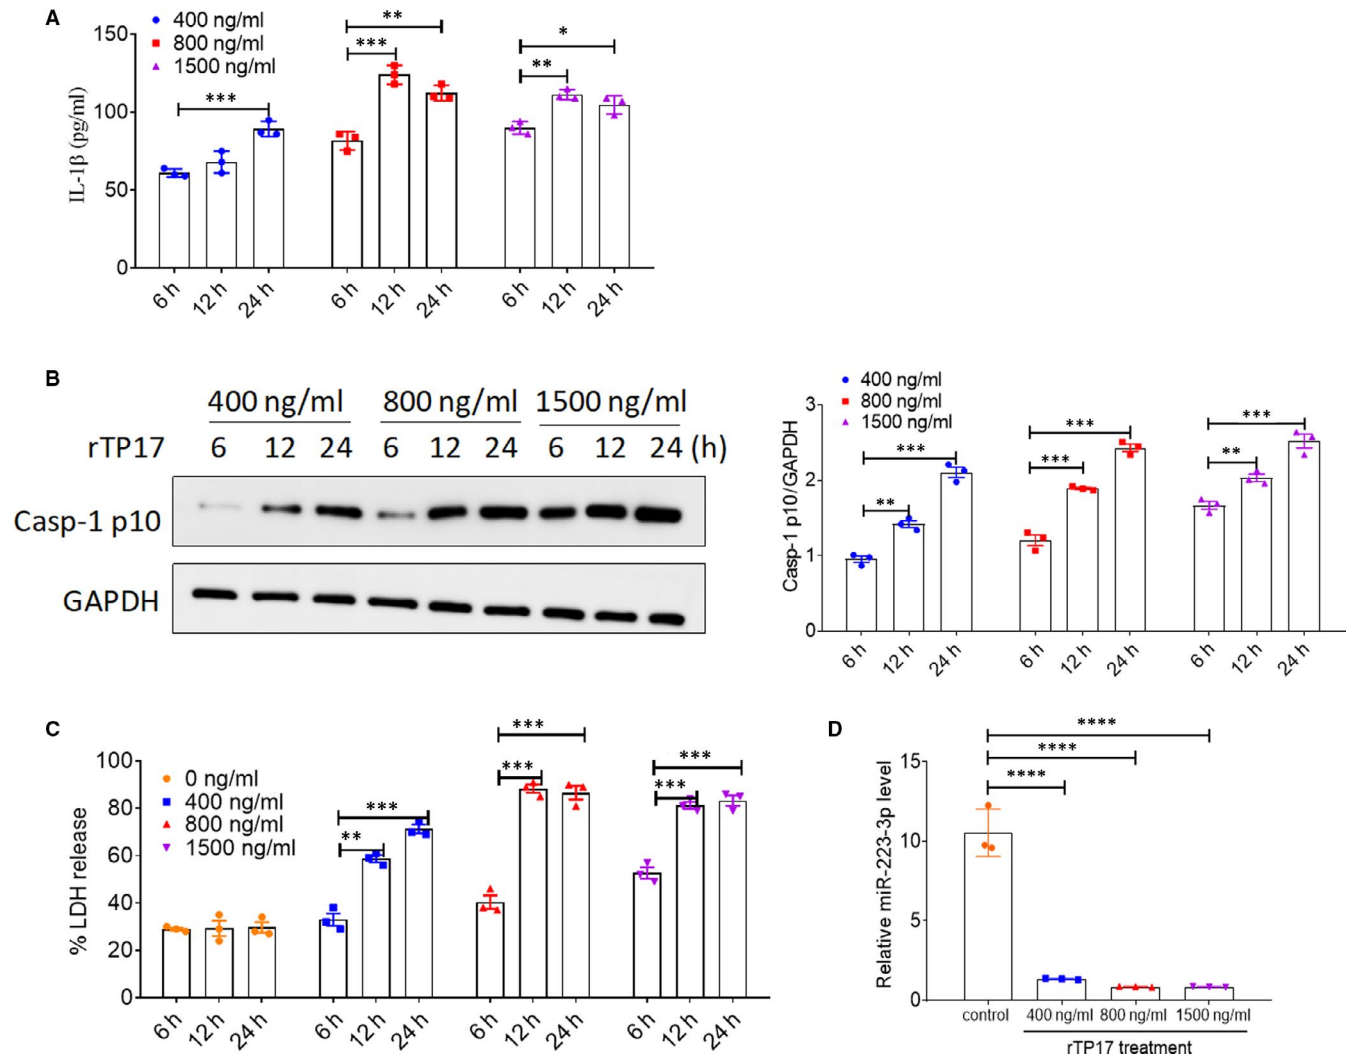 A
400 ng/ml
800 ng/ml
1500 ng/ml
IL-1β (pg/ml)
150
100
50
0
***
***
**
**
*
6 h
12 h
24 h
6 h
12 h
24 h
6 h
12 h
24 h
B
400 ng/ml 800 ng/ml 1500 ng/ml
rTP17 6 12 24 6 12 24 6 12 24 (h)
Casp-1 p10
GAPDH
400 ng/ml
800 ng/ml
1500 ng/ml
Casp-1 p10/GAPDH
3
2
1
0
**
***
***
***
**
***
6 h
12 h
24 h
6 h
12 h
24 h
6 h
12 h
24 h
C
0 ng/ml
400 ng/ml
800 ng/ml
1500 ng/ml
% LDH release
100
80
60
40
20
0
**
***
***
***
***
***
6 h
12 h
24 h
6 h
12 h
24 h
6 h
12 h
24 h
6 h
12 h
24 h
D
Relative miR-223-3p level
15
10
5
0
****
****
****
control 400 ng/ml 800 ng/ml 1500 ng/ml
rTP17 treatment